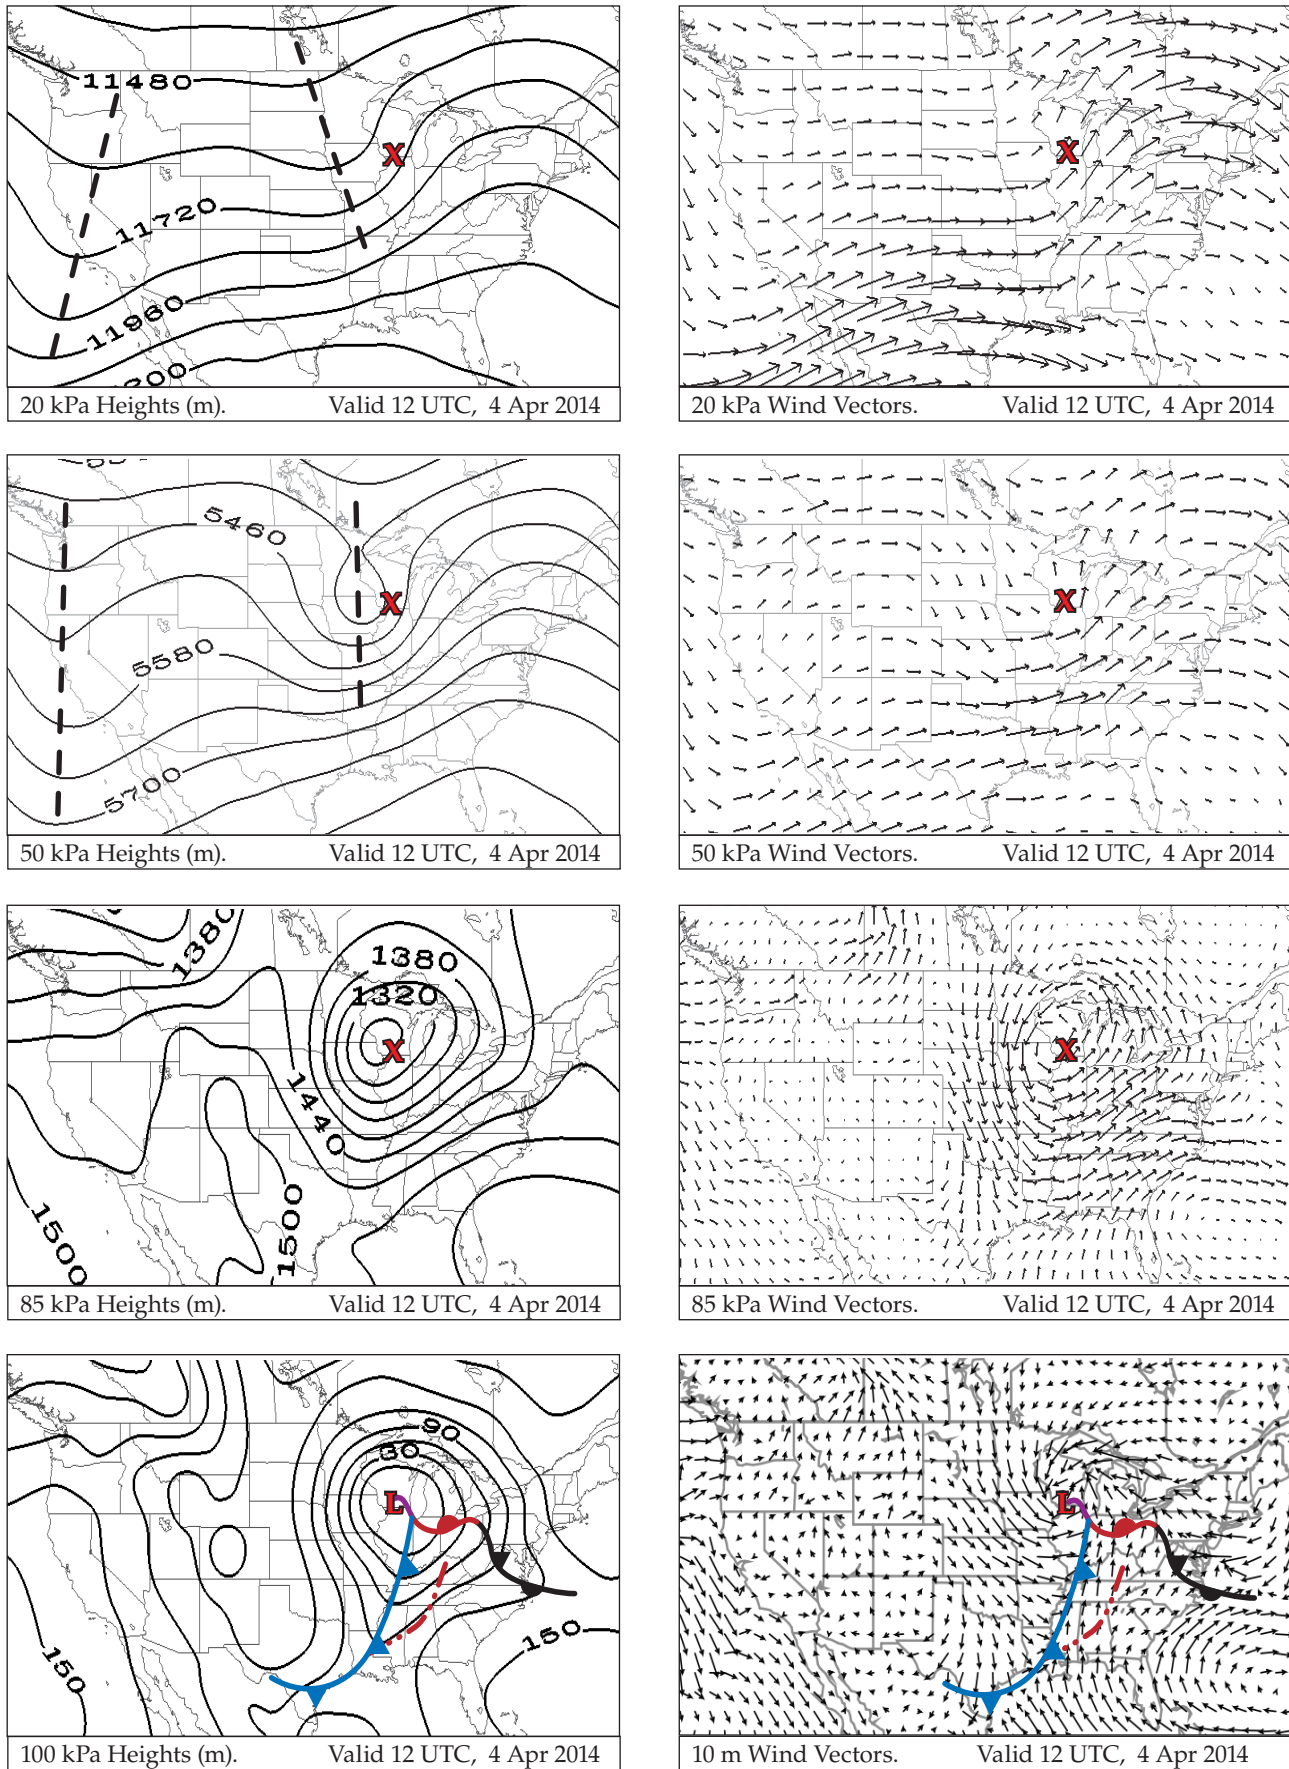 11480
11720
11960
X
20 kPa Heights (m). Valid 12 UTC, 4 Apr 2014
X
20 kPa Wind Vectors. Valid 12 UTC, 4 Apr 2014
5460
X
5580
5700
50 kPa Heights (m). Valid 12 UTC, 4 Apr 2014
X
50 kPa Wind Vectors. Valid 12 UTC, 4 Apr 2014
1380
1380
1320
X
1440
1500
1500
85 kPa Heights (m). Valid 12 UTC, 4 Apr 2014
X
85 kPa Wind Vectors. Valid 12 UTC, 4 Apr 2014
90
30
L
150
150
100 kPa Heights (m). Valid 12 UTC, 4 Apr 2014
L
10 m Wind Vectors. Valid 12 UTC, 4 Apr 2014